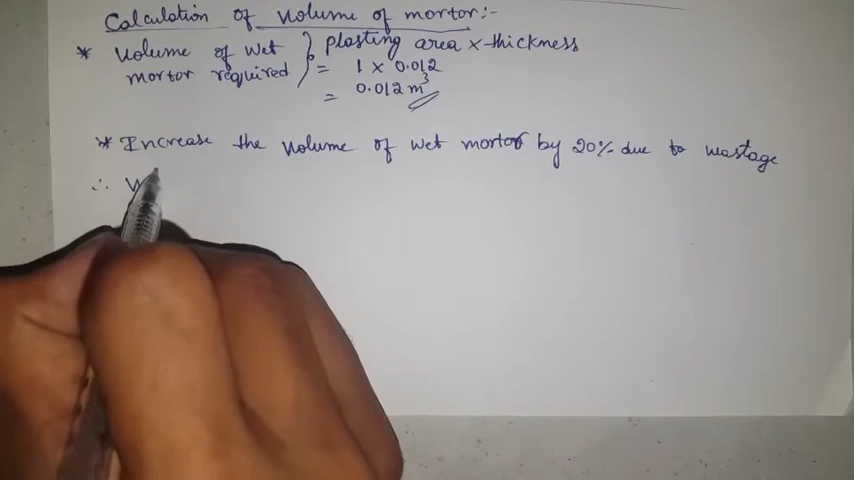 Calculation of volume of mortor:-
* volume of wet } plasting area × thickness
mortor required = 1 × 0.012
= 0.012 m³
* Increase the volume of wet mortor by 20% due to wastage
∴